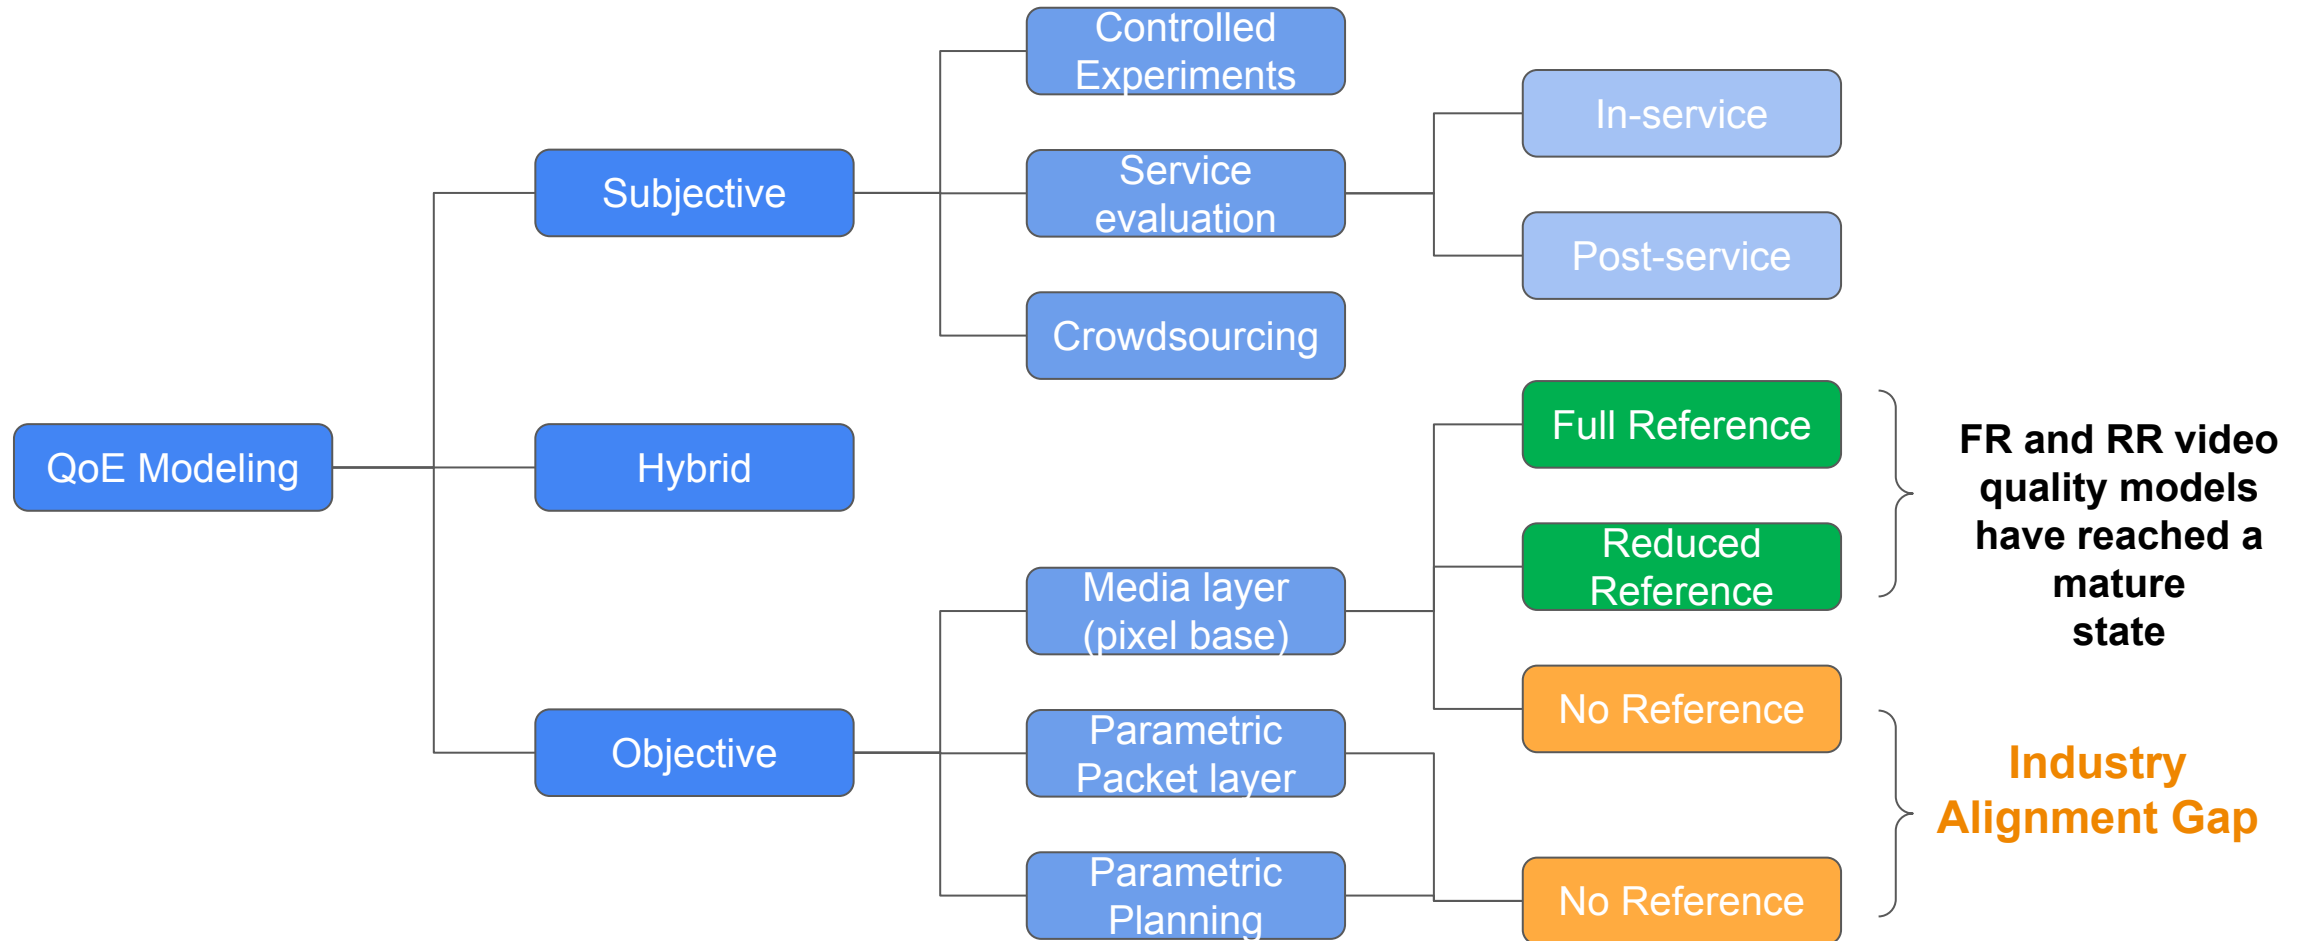 Controlled
Experiments
In-service
Subjective
Service
evaluation
Post-service
Crowdsourcing
Full Reference
FR and RR video
quality models
have reached a
mature
state
QoE Modeling
Hybrid
Reduced
Reference
Media layer
(pixel base)
No Reference
Objective
Parametric
Packet layer
Industry
Alignment Gap
Parametric
Planning
No Reference